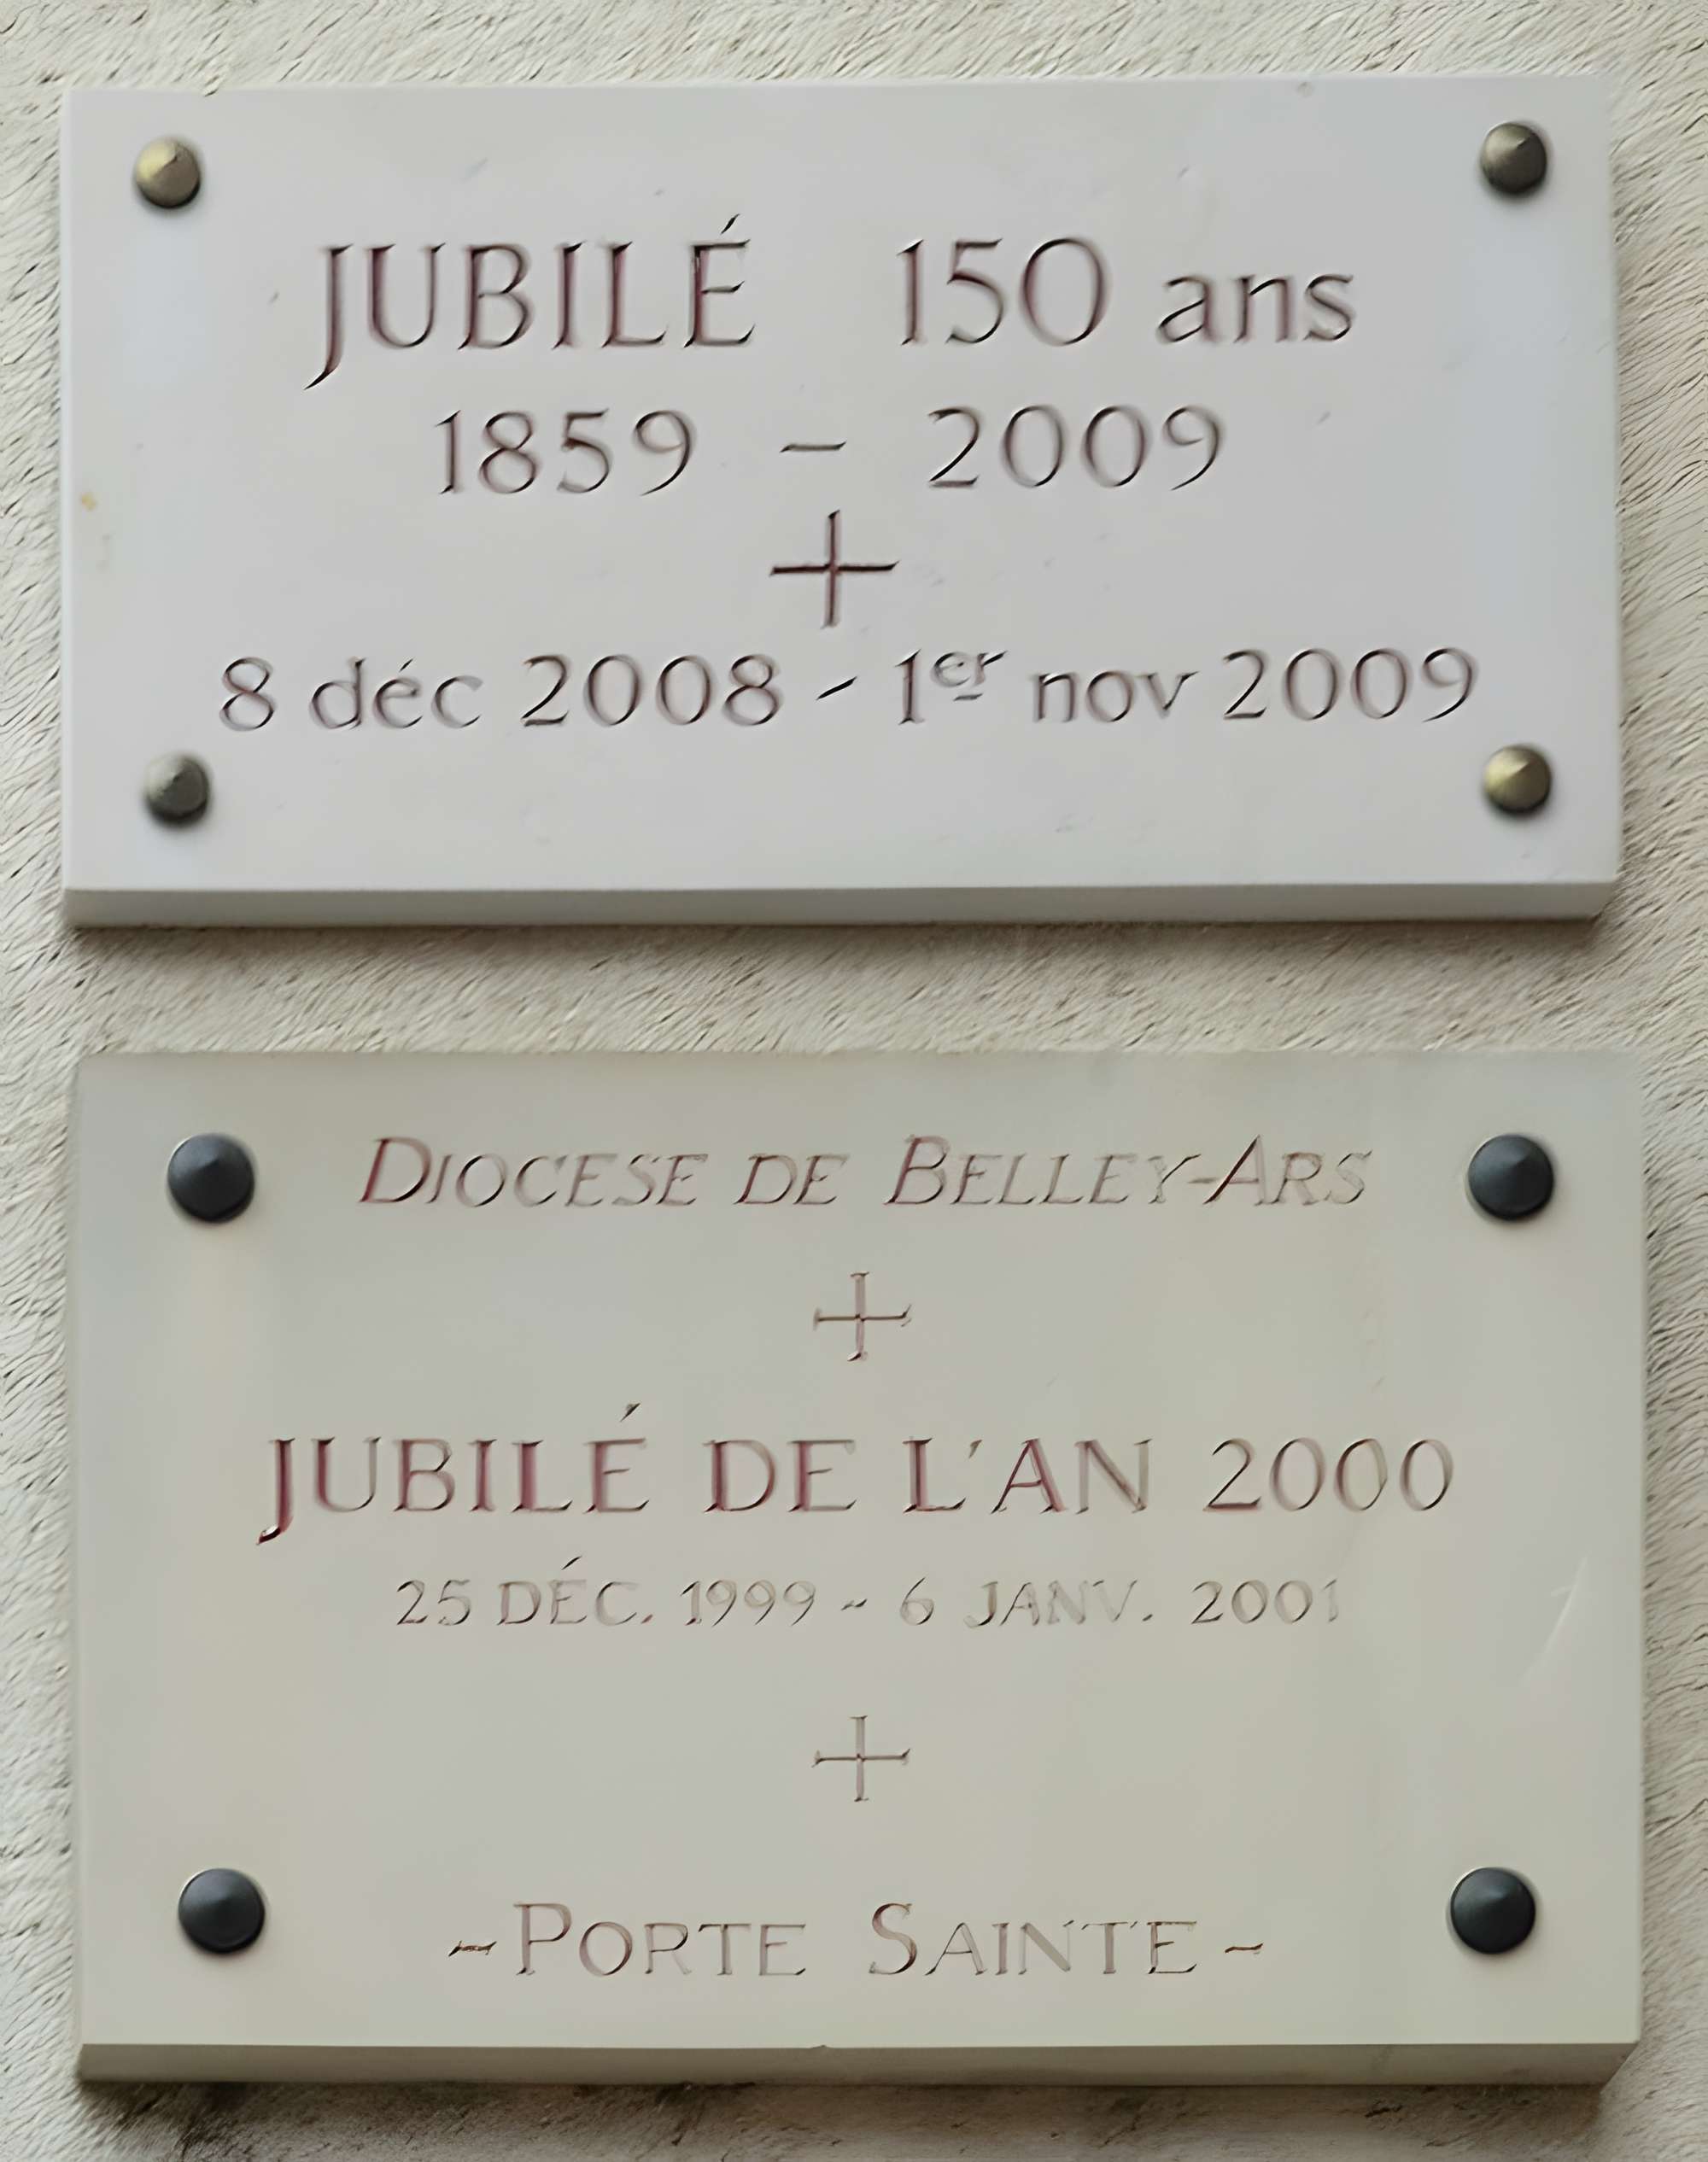 JUBILÉ 150 ans
1859 - 2009
8 déc 2008 - 1er nov 2009
DIOCESE DE BELLEY-ARS
JUBILÉ DE L'AN 2000
25 DÉC. 1999 - 6 JANV. 2001
- PORTE SAINTE -